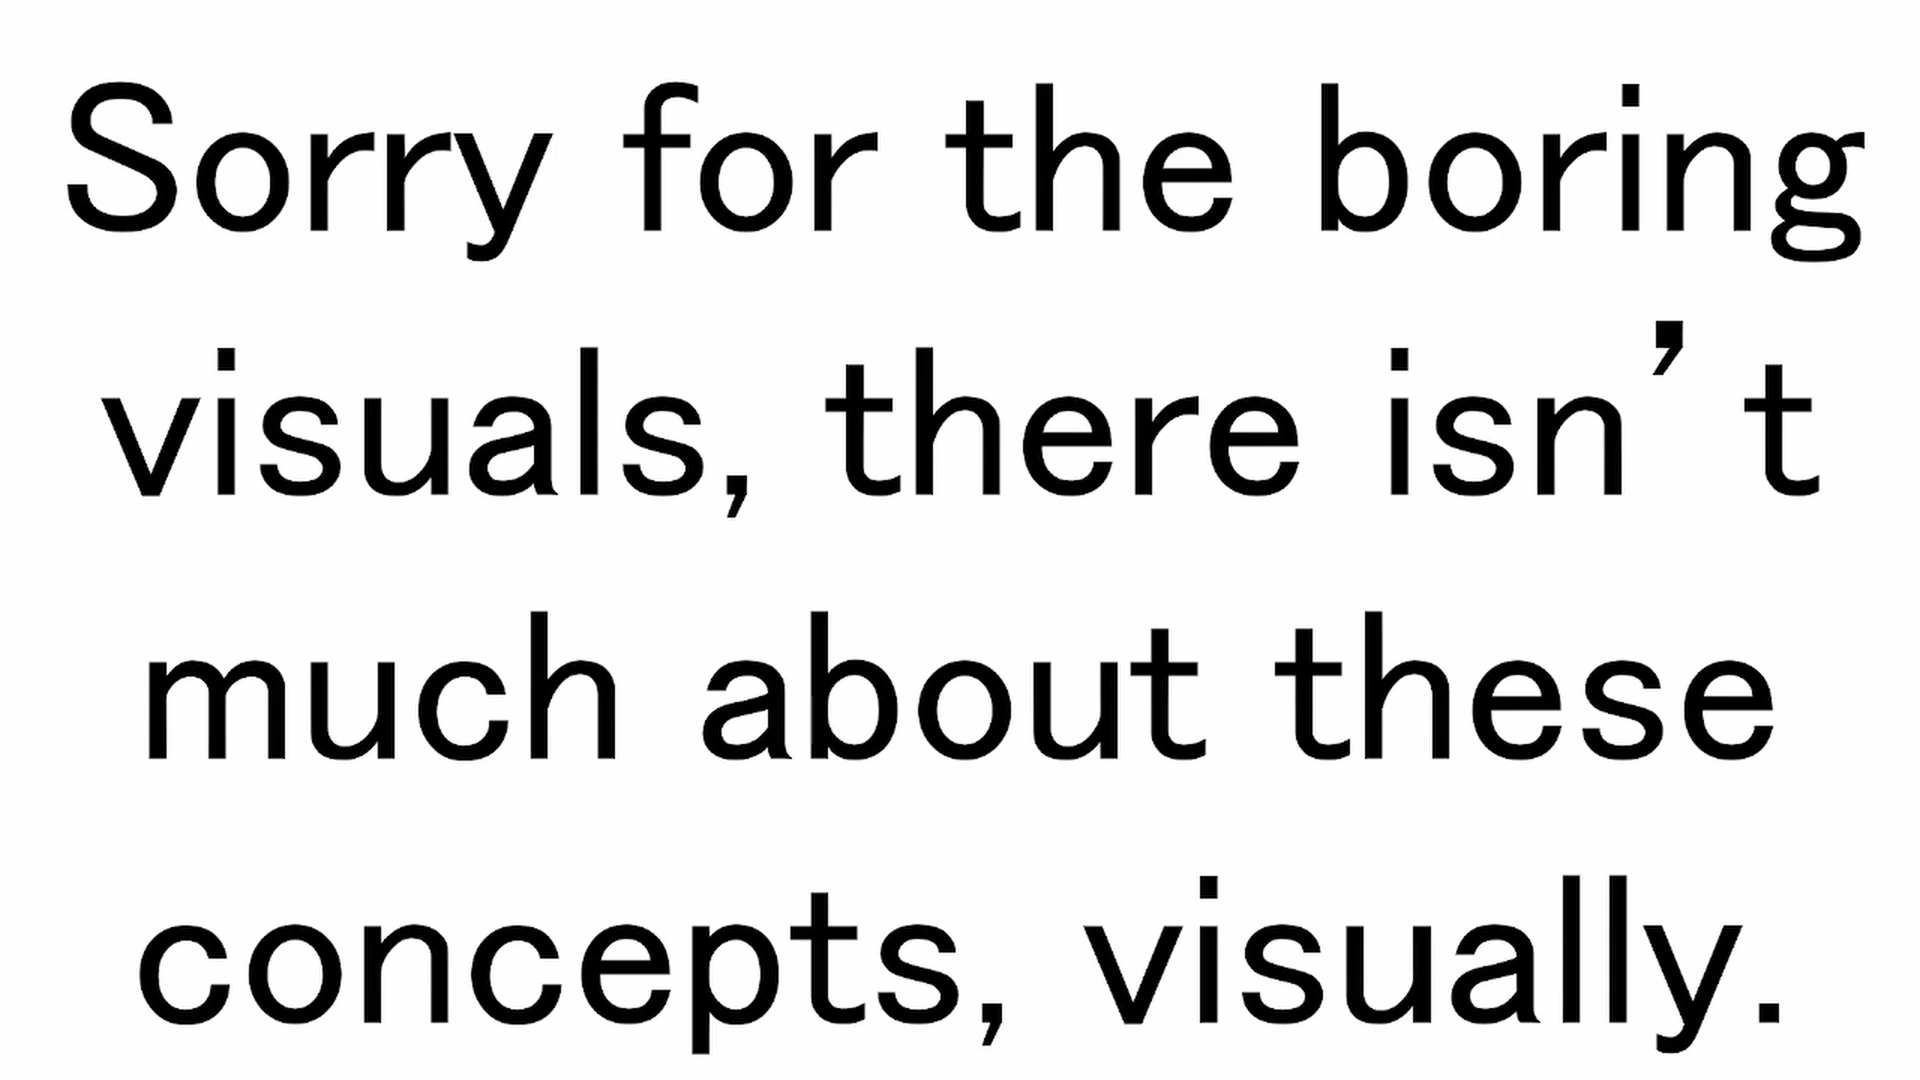 Sorry for the boring
visuals, there isn’t
much about these
concepts, visually.